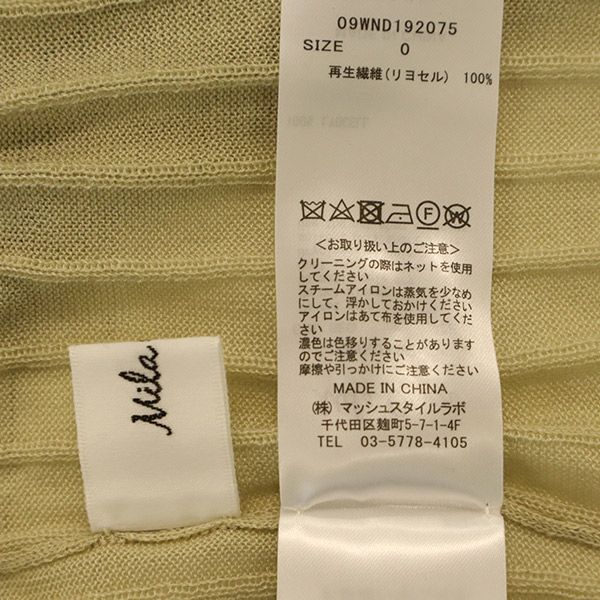 09WND192075
SIZE 0
再生繊維(リヨセル) 100%
<お取り扱い上のご注意>
クリーニングの際はネットを使用
してください
スチームアイロンは蒸気を少なめ
にして、浮かしておかけください
アイロンはあて布を使用してください
濃色は色移りすることがあります
のでご注意ください
摩擦や引っかけにご注意ください
MADE IN CHINA
(株) マッシュスタイルラボ
千代田区麹町5-7-1-4F
TEL 03-5778-4105
Mila